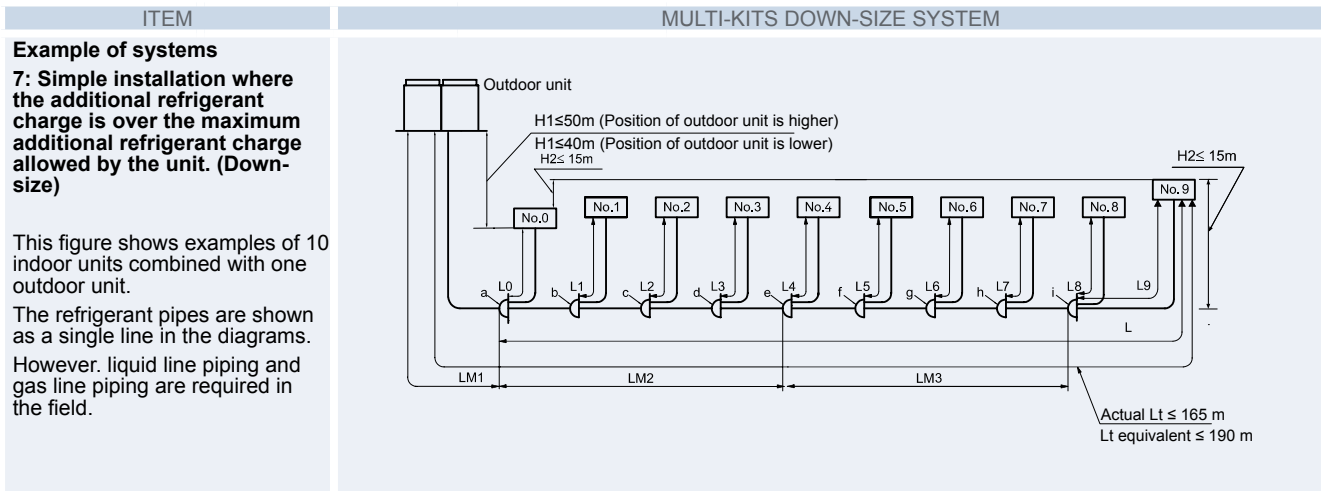 ITEM
MULTI-KITS DOWN-SIZE SYSTEM
Example of systems
7: Simple installation where
the additional refrigerant
charge is over the maximum
additional refrigerant charge
allowed by the unit. (Down-
size)
This figure shows examples of 10
indoor units combined with one
outdoor unit.
The refrigerant pipes are shown
as a single line in the diagrams.
However. liquid line piping and
gas line piping are required in
the field.
Outdoor unit
H1≤50m (Position of outdoor unit is higher)
H1≤40m (Position of outdoor unit is lower)
H2≤ 15m
H2≤ 15m
No.0
No.1
No.2
No.3
No.4
No.5
No.6
No.7
No.8
No.9
a L0
b L1
c L2
d L3
e L4
f L5
g L6
h L7
i L8
L9
L
LM1
LM2
LM3
Actual Lt ≤ 165 m
Lt equivalent ≤ 190 m